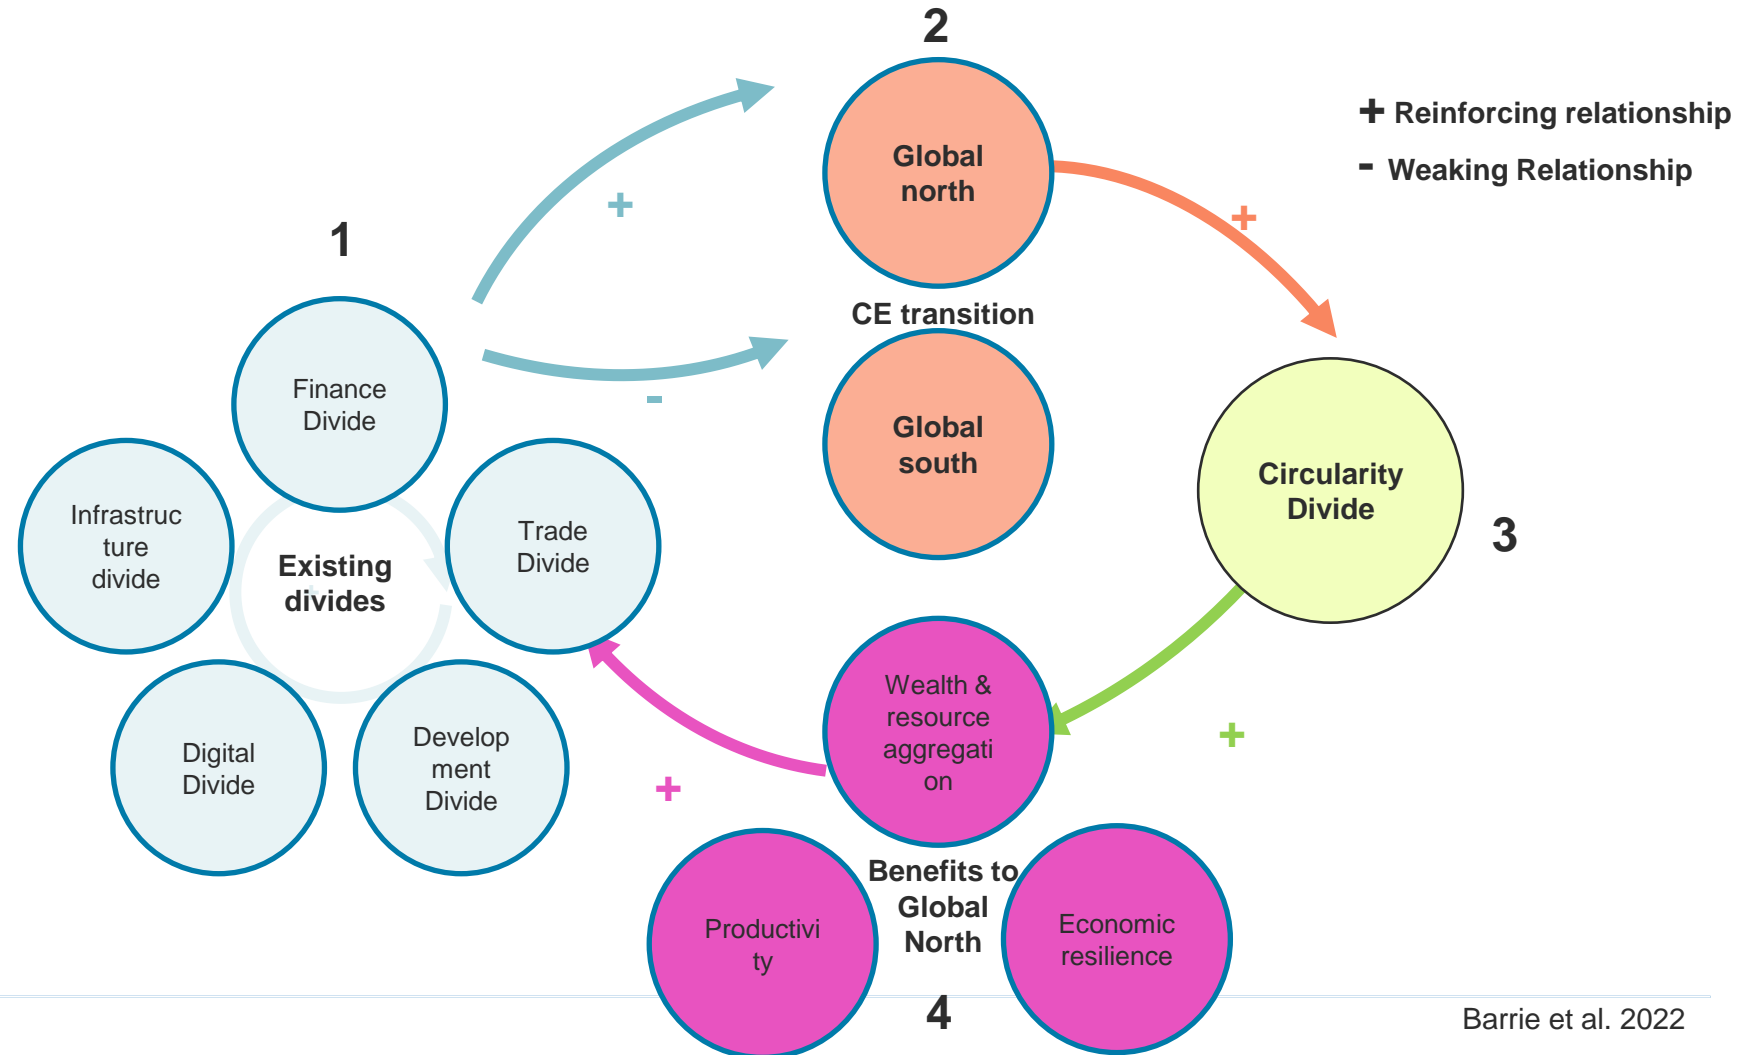 2
+ Reinforcing relationship
- Weaking Relationship
Global
north
+
+
1
CE transition
-
Finance
Divide
Global
south
Circularity
Divide
3
Infrastruc
ture
divide
Trade
Divide
Existing
divides
+
Wealth &
resource
aggregati
on
+
+
Digital
Divide
Develop
ment
Divide
Benefits to
Global
North
Productivi
ty
Economic
resilience
4
Barrie et al. 2022